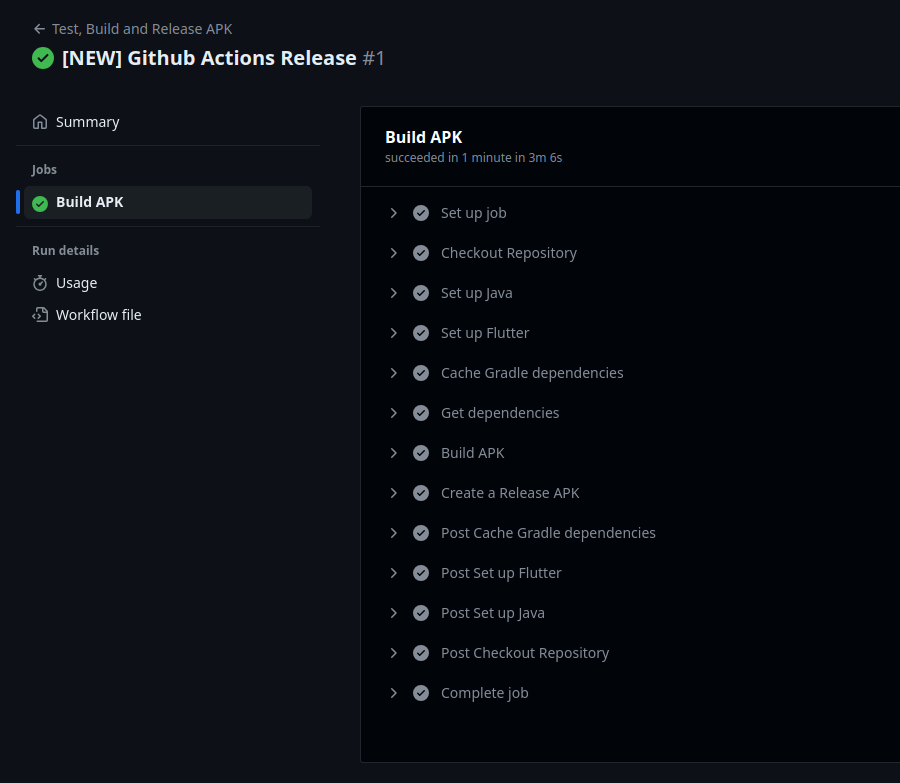 Test, Build and Release APK
[NEW] Github Actions Release #1
Summary
Jobs
Build APK
Run details
Usage
Workflow file
Build APK
succeeded in 1 minute in 3m 6s
Set up job
Checkout Repository
Set up Java
Set up Flutter
Cache Gradle dependencies
Get dependencies
Build APK
Create a Release APK
Post Cache Gradle dependencies
Post Set up Flutter
Post Set up Java
Post Checkout Repository
Complete job